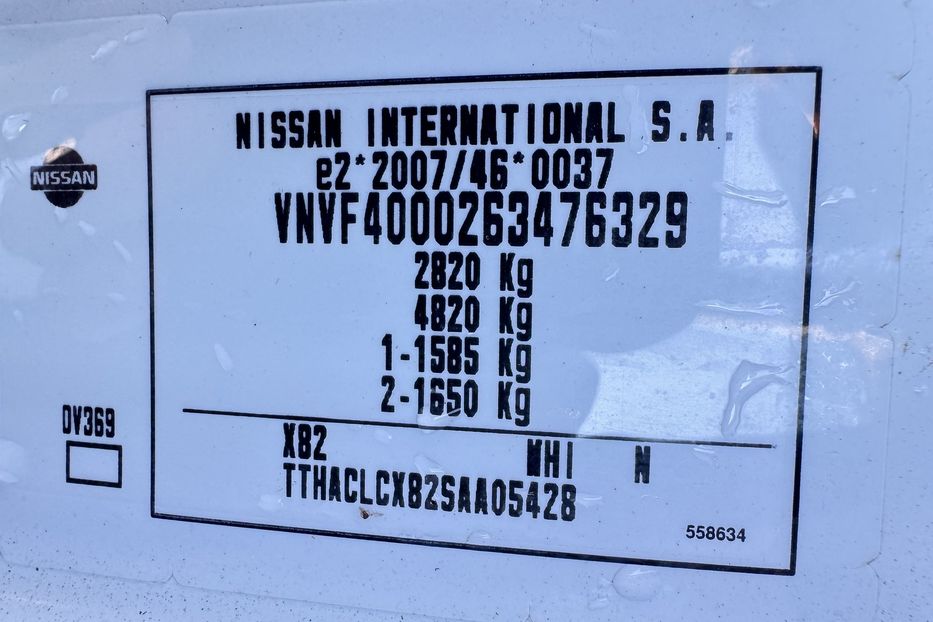 NISSAN INTERNATIONAL S.A.
e2*2007/46*0037
NISSAN
VNVF4000263476329
2820 Kg
4820 Kg
1-1585 Kg
2-1650 Kg
DV369
X82 WHI N
TTHACLCX82SAA05428
558634